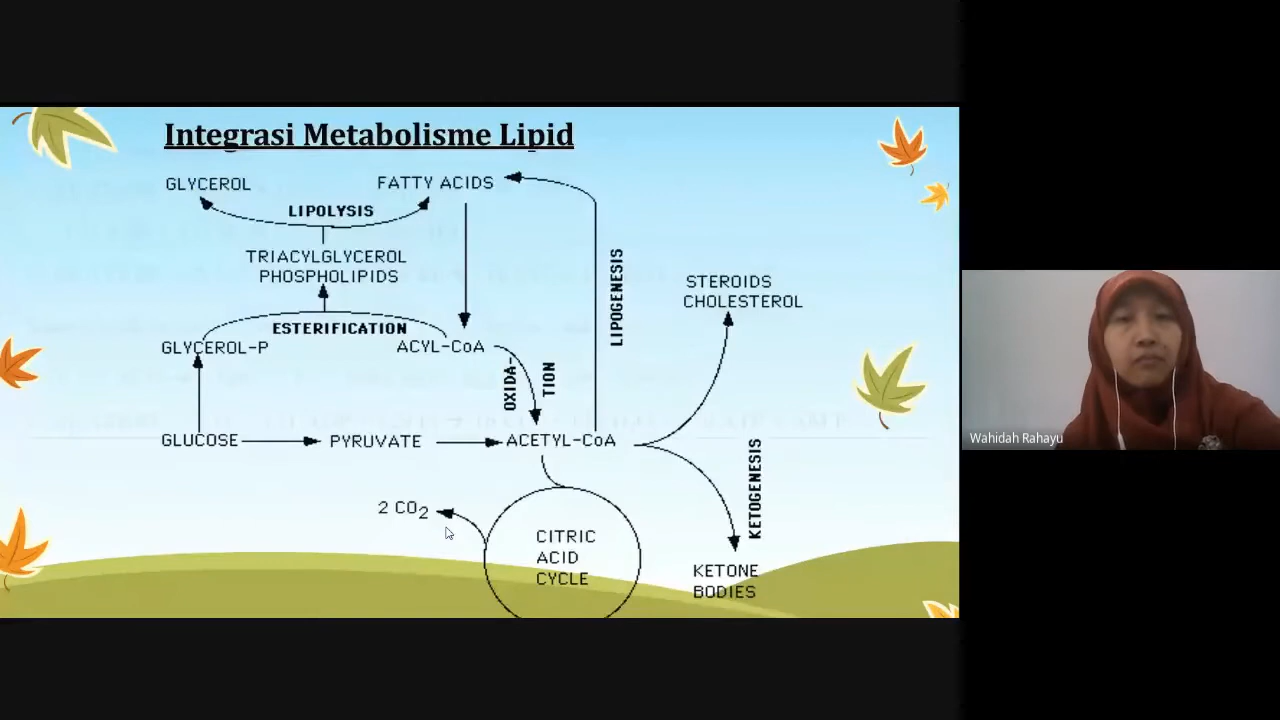 Integrasi Metabolisme Lipid
GLYCEROL
FATTY ACIDS
LIPOLYSIS
TRIACYLGLYCEROL
PHOSPHOLIPIDS
LIPOGENESIS
STEROIDS
CHOLESTEROL
ESTERIFICATION
GLYCEROL-P
ACYL-CoA
OXIDA-
TION
GLUCOSE
PYRUVATE
ACETYL-CoA
Wahidah Rahayu
KETOGENESIS
2 CO2
CITRIC
ACID
CYCLE
KETONE
BODIES